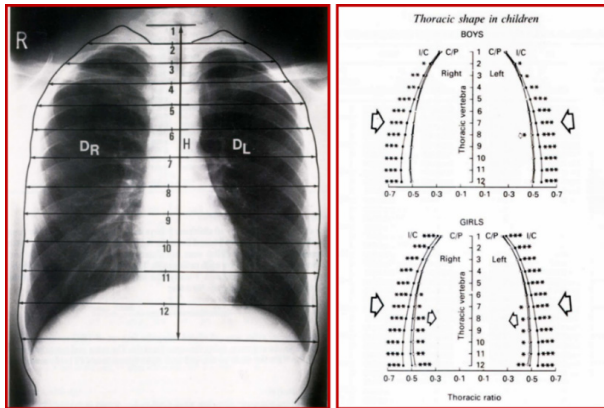 R
1
2
3
4
5
6
H
DR
DL
7
8
9
10
11
12
Thoracic shape in children
BOYS
I/C C/P C/P I/C
Right Left
Thoracic vertebra
1
2
3
4
5
6
7
8
9
10
11
12
0·7 0·5 0·3 0·1 0·1 0·3 0·5 0·7
GIRLS
I/C C/P C/P I/C
Right Left
Thoracic vertebra
1
2
3
4
5
6
7
8
9
10
11
12
0·7 0·5 0·3 0·1 0·1 0·3 0·5 0·7
Thoracic ratio